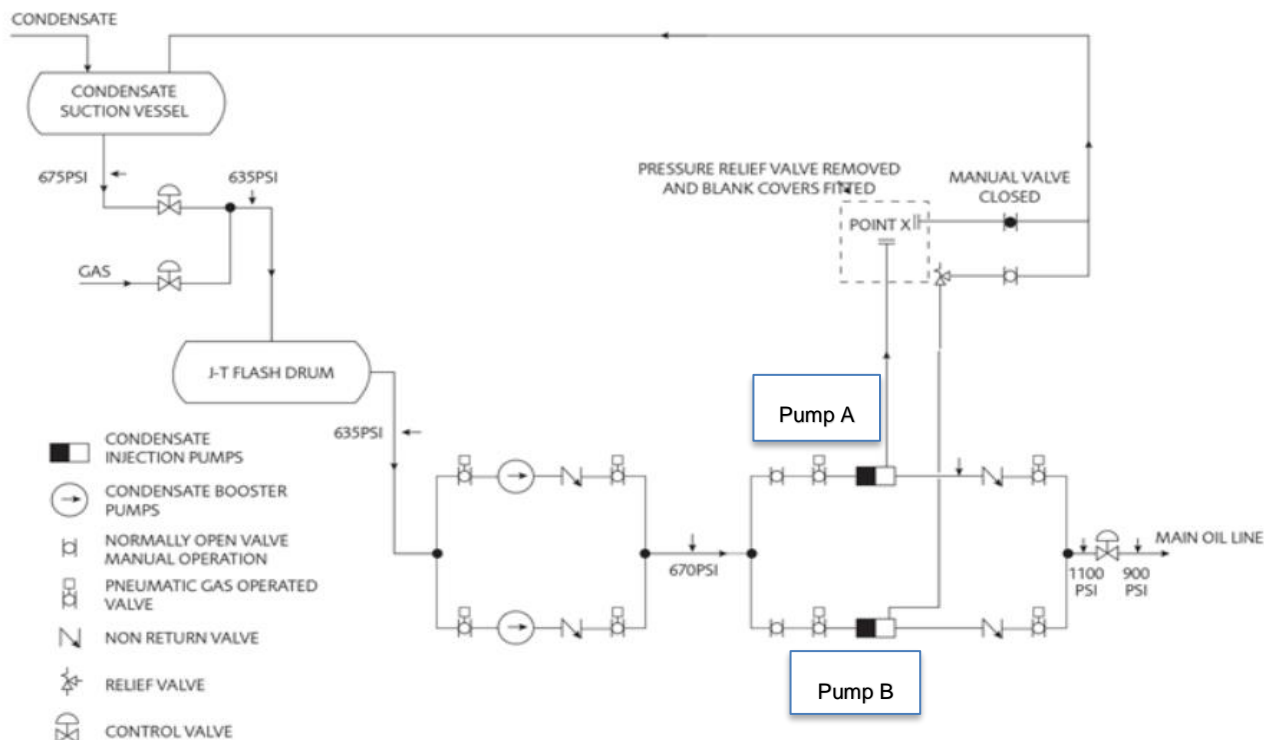 CONDENSATE
CONDENSATE
SUCTION VESSEL
675PSI
635PSI
GAS
PRESSURE RELIEF VALVE REMOVED
AND BLANK COVERS FITTED
MANUAL VALVE
CLOSED
POINT X
J-T FLASH DRUM
635PSI
Pump A
670PSI
MAIN OIL LINE
1100
PSI
900
PSI
Pump B
CONDENSATE
INJECTION PUMPS
CONDENSATE BOOSTER
PUMPS
NORMALLY OPEN VALVE
MANUAL OPERATION
PNEUMATIC GAS OPERATED
VALVE
NON RETURN VALVE
RELIEF VALVE
CONTROL VALVE